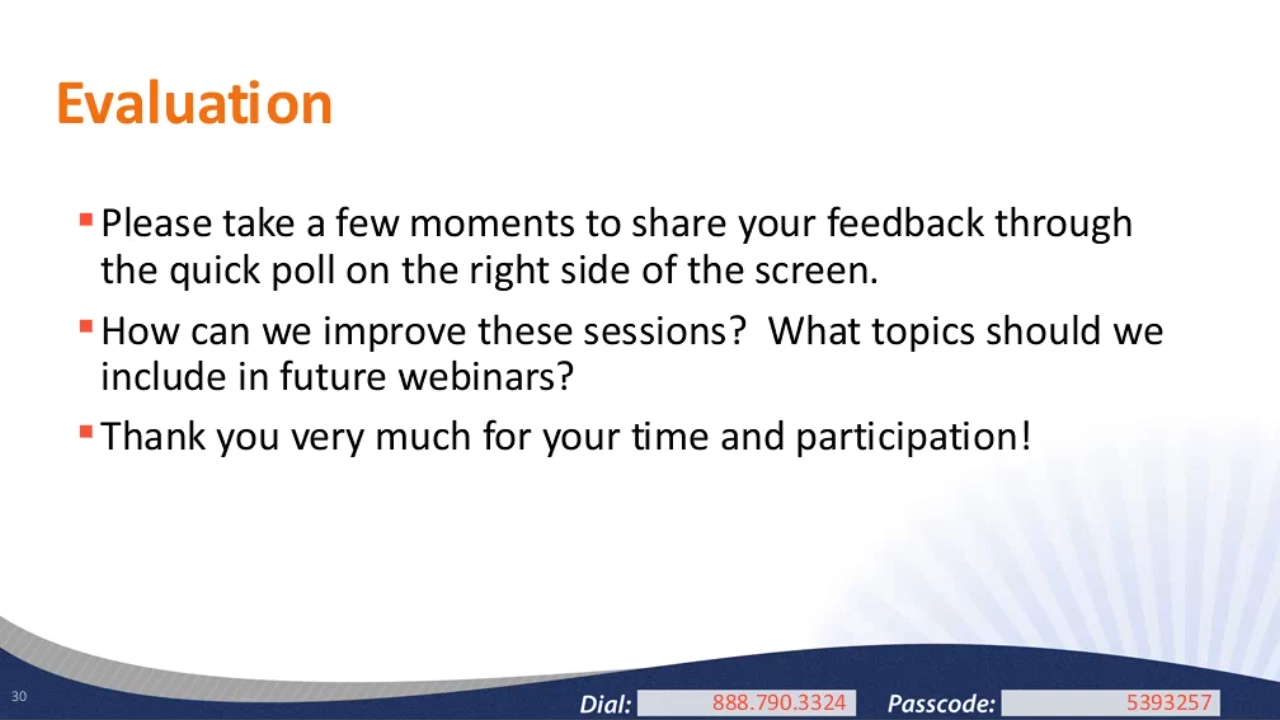 Evaluation
▪Please take a few moments to share your feedback through
the quick poll on the right side of the screen.
▪How can we improve these sessions?  What topics should we
include in future webinars?
▪Thank you very much for your time and participation!
30
Dial: 888.790.3324 Passcode: 5393257